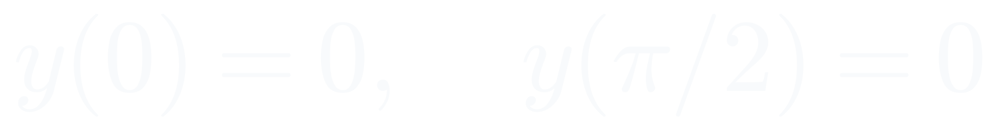 y(0) = 0, y(π/2) = 0